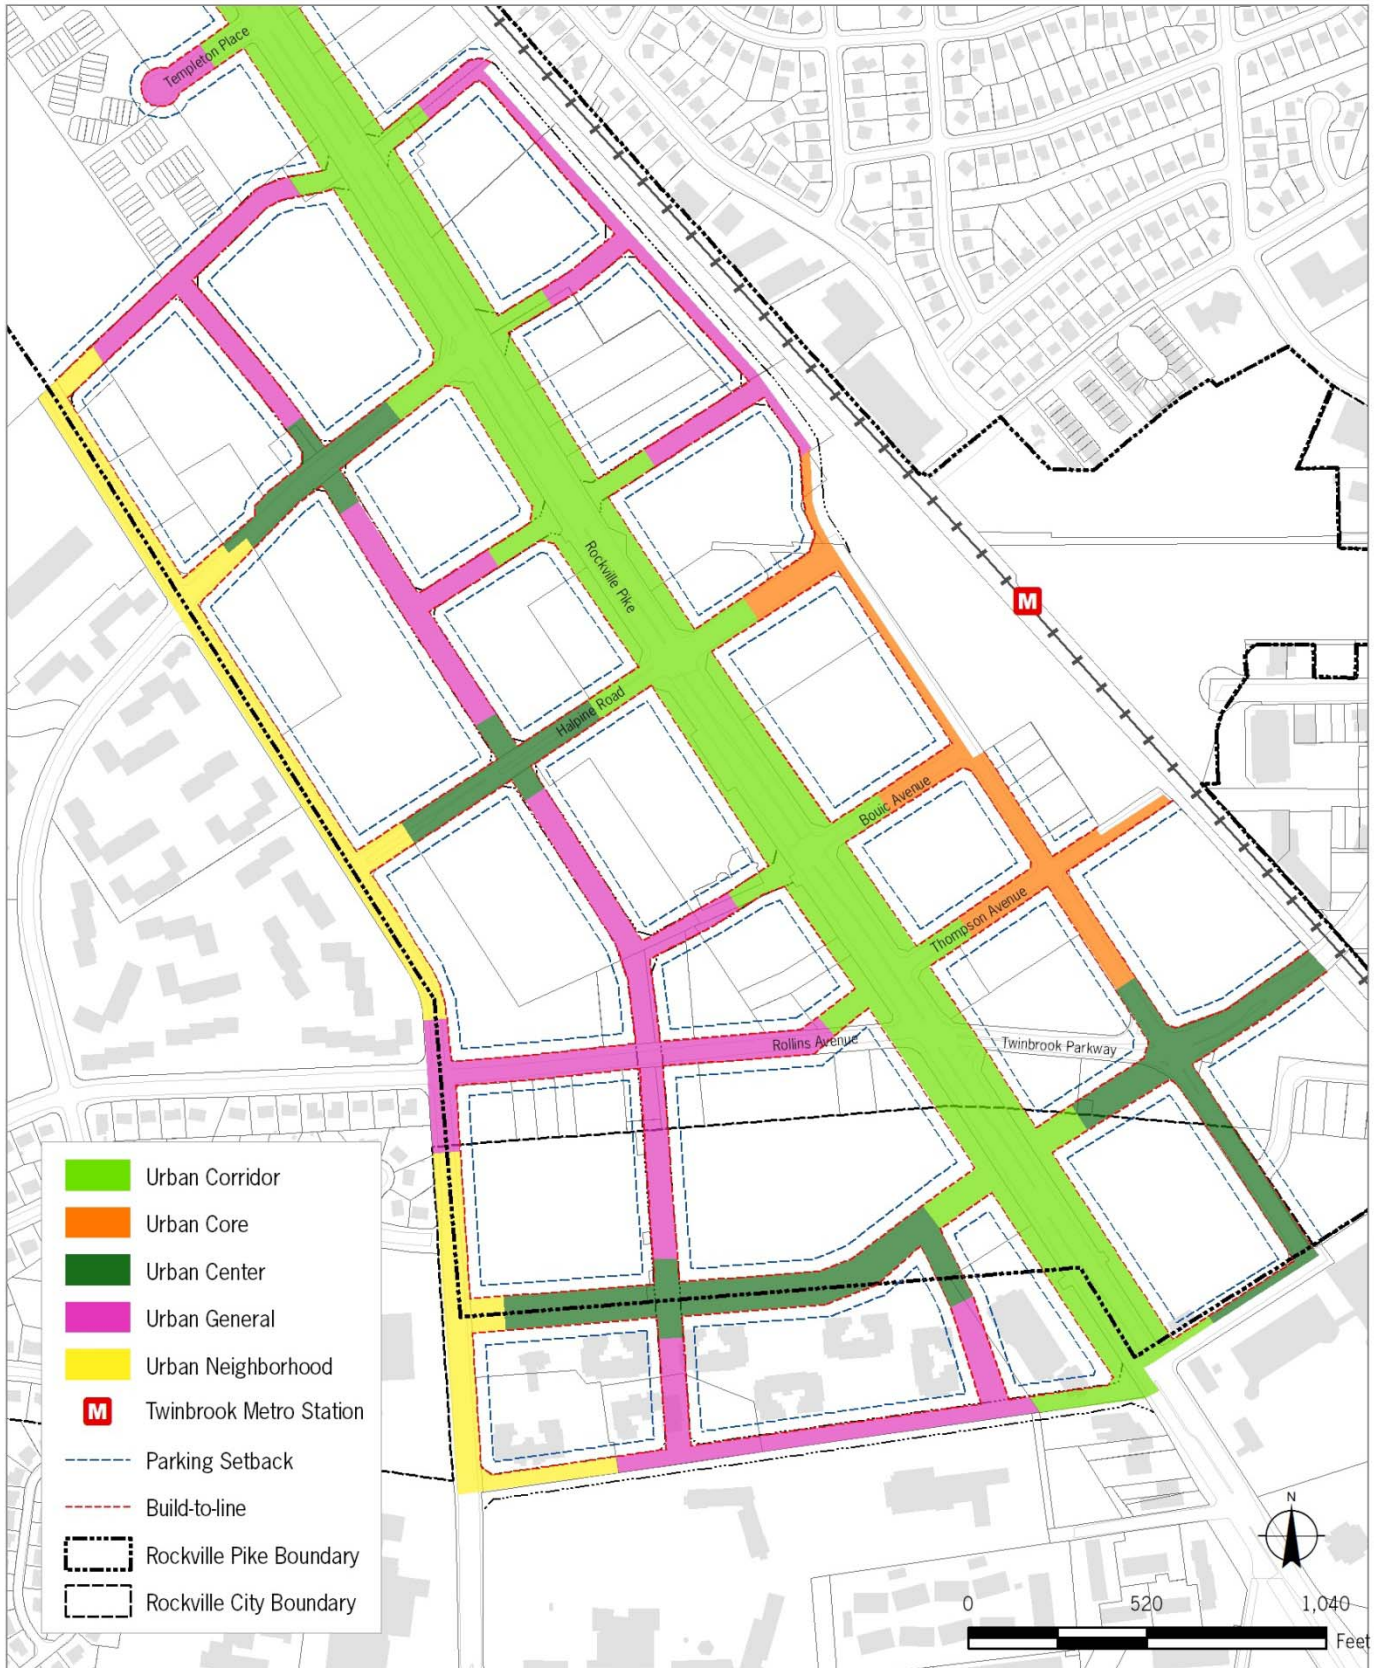 Templeton Place
Rockville Pike
M
Halpine Road
Bouic Avenue
Thompson Avenue
Rollins Avenue
Twinbrook Parkway
Urban Corridor
Urban Core
Urban Center
Urban General
Urban Neighborhood
M Twinbrook Metro Station
Parking Setback
Build-to-line
Rockville Pike Boundary
Rockville City Boundary
N
0 520 1,040
Feet